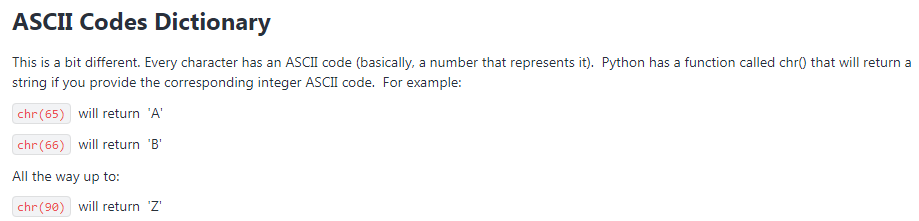 ASCII Codes Dictionary
This is a bit different. Every character has an ASCII code (basically, a number that represents it).  Python has a function called chr() that will return a
string if you provide the corresponding integer ASCII code.  For example:
chr(65)  will return  'A'
chr(66)  will return  'B'
All the way up to:
chr(90)  will return  'Z'